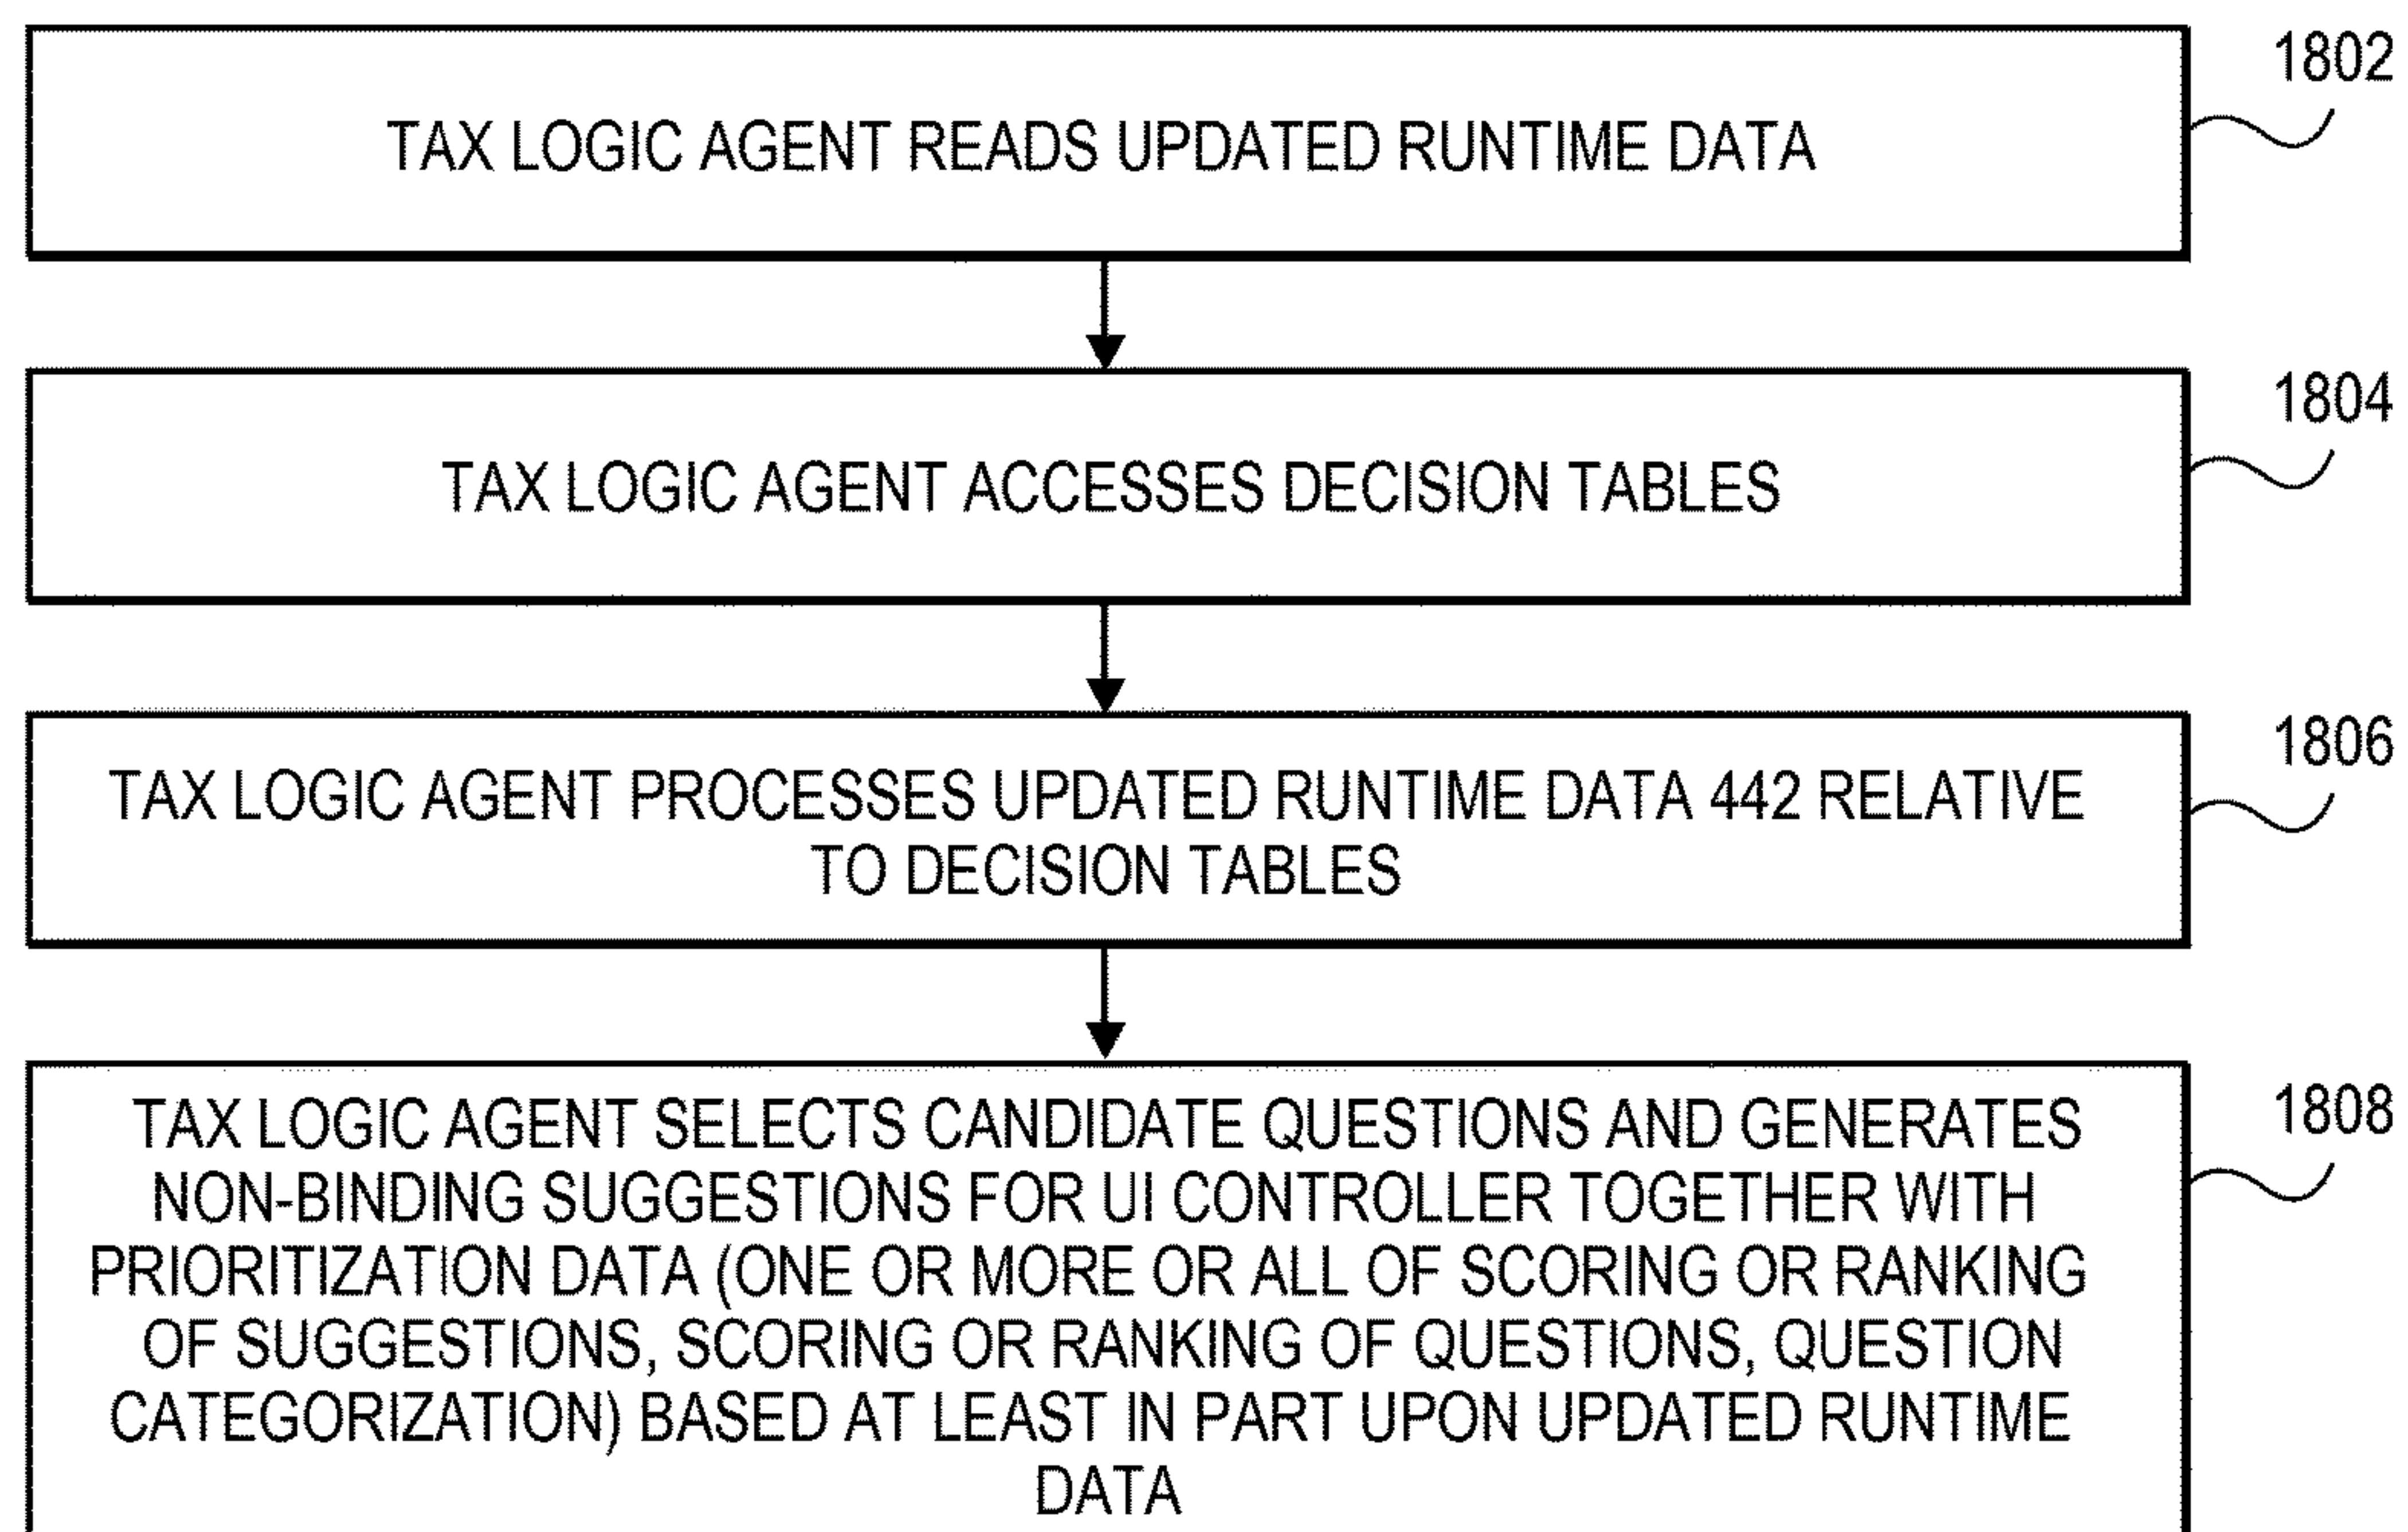 1802
TAX LOGIC AGENT READS UPDATED RUNTIME DATA
1804
TAX LOGIC AGENT ACCESSES DECISION TABLES
1806
TAX LOGIC AGENT PROCESSES UPDATED RUNTIME DATA 442 RELATIVE
TO DECISION TABLES
1808
TAX LOGIC AGENT SELECTS CANDIDATE QUESTIONS AND GENERATES
NON-BINDING SUGGESTIONS FOR UI CONTROLLER TOGETHER WITH
PRIORITIZATION DATA (ONE OR MORE OR ALL OF SCORING OR RANKING
OF SUGGESTIONS, SCORING OR RANKING OF QUESTIONS, QUESTION
CATEGORIZATION) BASED AT LEAST IN PART UPON UPDATED RUNTIME
DATA